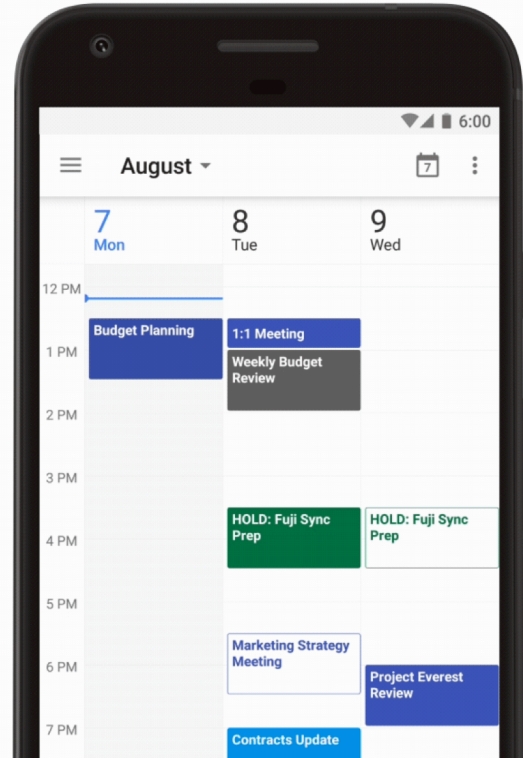 6:00
August
7
7
Mon
8
Tue
9
Wed
12 PM
1 PM
2 PM
3 PM
4 PM
5 PM
6 PM
7 PM
Budget Planning
1:1 Meeting
Weekly Budget
Review
HOLD: Fuji Sync
Prep
Marketing Strategy
Meeting
Contracts Update
HOLD: Fuji Sync
Prep
Project Everest
Review